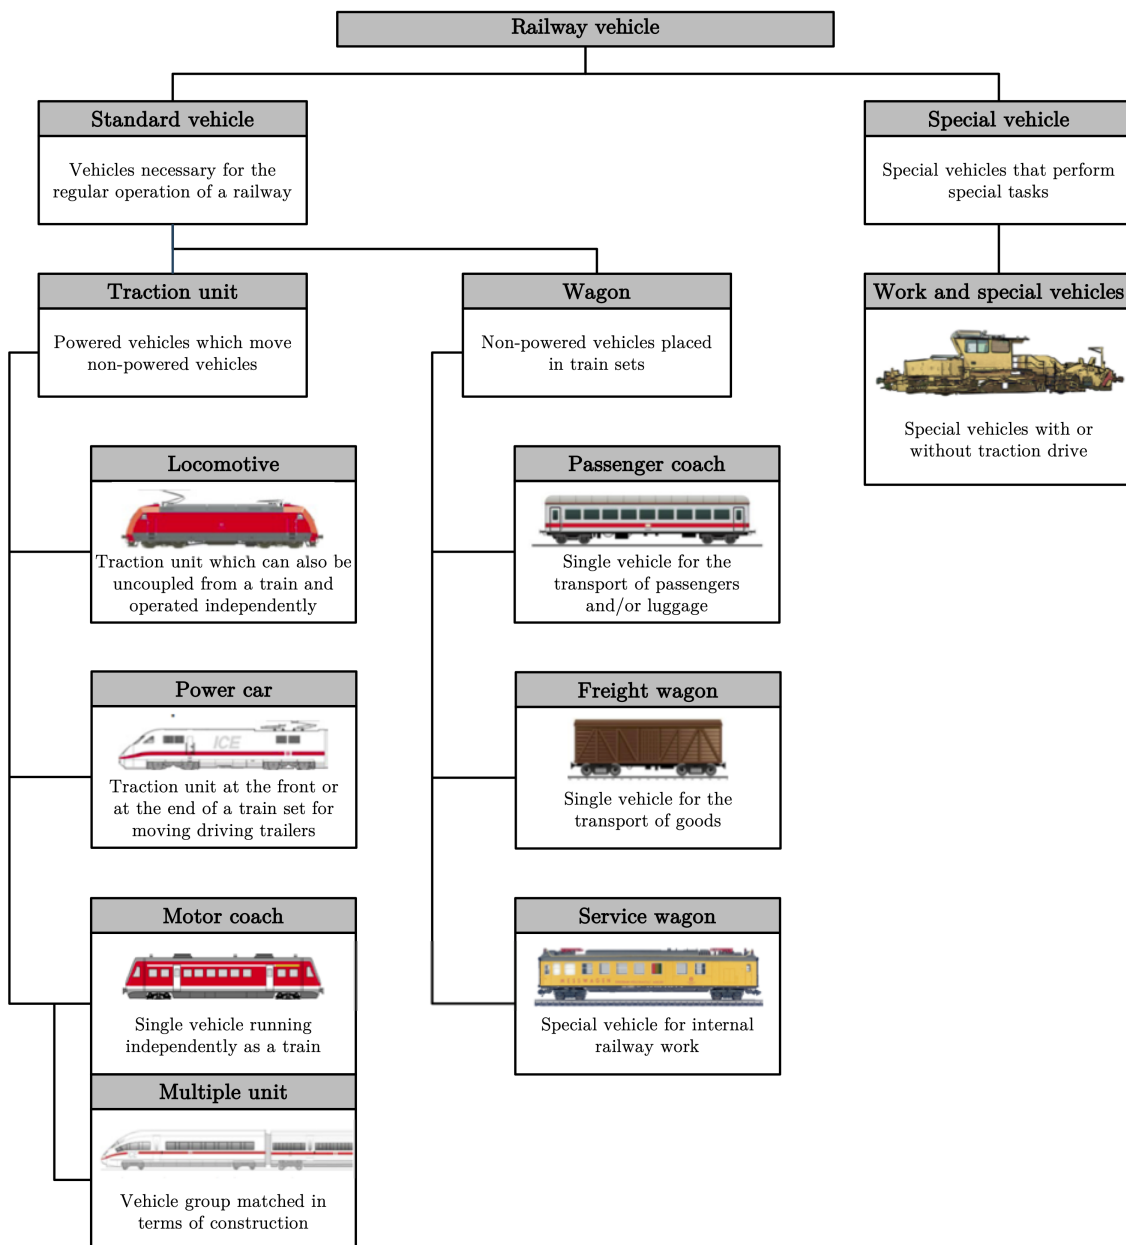 Railway vehicle
Standard vehicle
Vehicles necessary for the
regular operation of a railway
Special vehicle
Special vehicles that perform
special tasks
Traction unit
Powered vehicles which move
non-powered vehicles
Wagon
Non-powered vehicles placed
in train sets
Work and special vehicles
Special vehicles with or
without traction drive
Locomotive
Traction unit which can also be
uncoupled from a train and
operated independently
Passenger coach
Single vehicle for the
transport of passengers
and/or luggage
Power car
ICE
Traction unit at the front or
at the end of a train set for
moving driving trailers
Freight wagon
Single vehicle for the
transport of goods
Motor coach
Single vehicle running
independently as a train
Service wagon
MESSWAGEN
Special vehicle for internal
railway work
Multiple unit
Vehicle group matched in
terms of construction